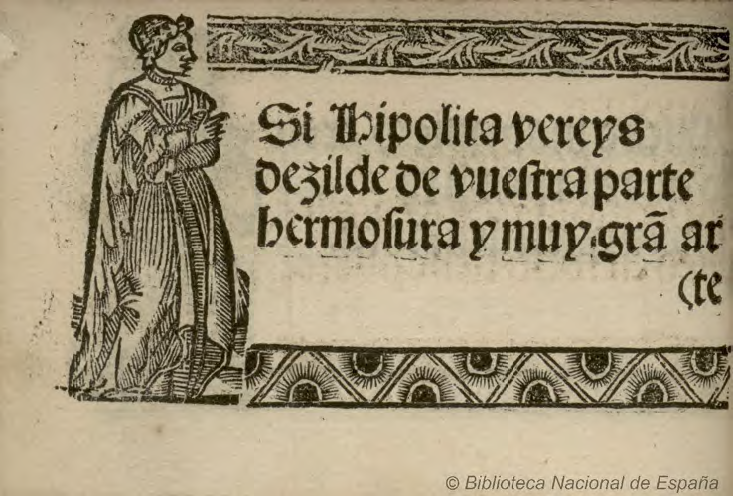 Si Hipolita vereys
dezilde de vuestra parte
hermosura y muy.grã ar
(te
© Biblioteca Nacional de España